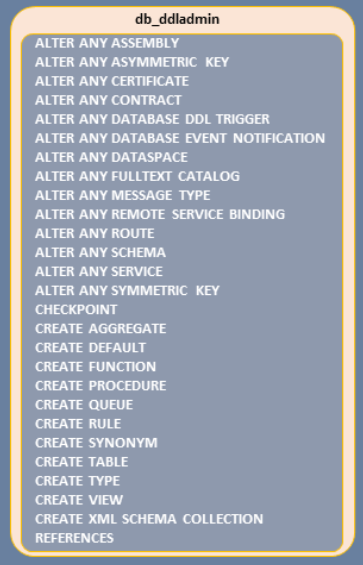 db_ddladmin
ALTER ANY ASSEMBLY
ALTER ANY ASYMMETRIC KEY
ALTER ANY CERTIFICATE
ALTER ANY CONTRACT
ALTER ANY DATABASE DDL TRIGGER
ALTER ANY DATABASE EVENT NOTIFICATION
ALTER ANY DATASPACE
ALTER ANY FULLTEXT CATALOG
ALTER ANY MESSAGE TYPE
ALTER ANY REMOTE SERVICE BINDING
ALTER ANY ROUTE
ALTER ANY SCHEMA
ALTER ANY SERVICE
ALTER ANY SYMMETRIC KEY
CHECKPOINT
CREATE AGGREGATE
CREATE DEFAULT
CREATE FUNCTION
CREATE PROCEDURE
CREATE QUEUE
CREATE RULE
CREATE SYNONYM
CREATE TABLE
CREATE TYPE
CREATE VIEW
CREATE XML SCHEMA COLLECTION
REFERENCES